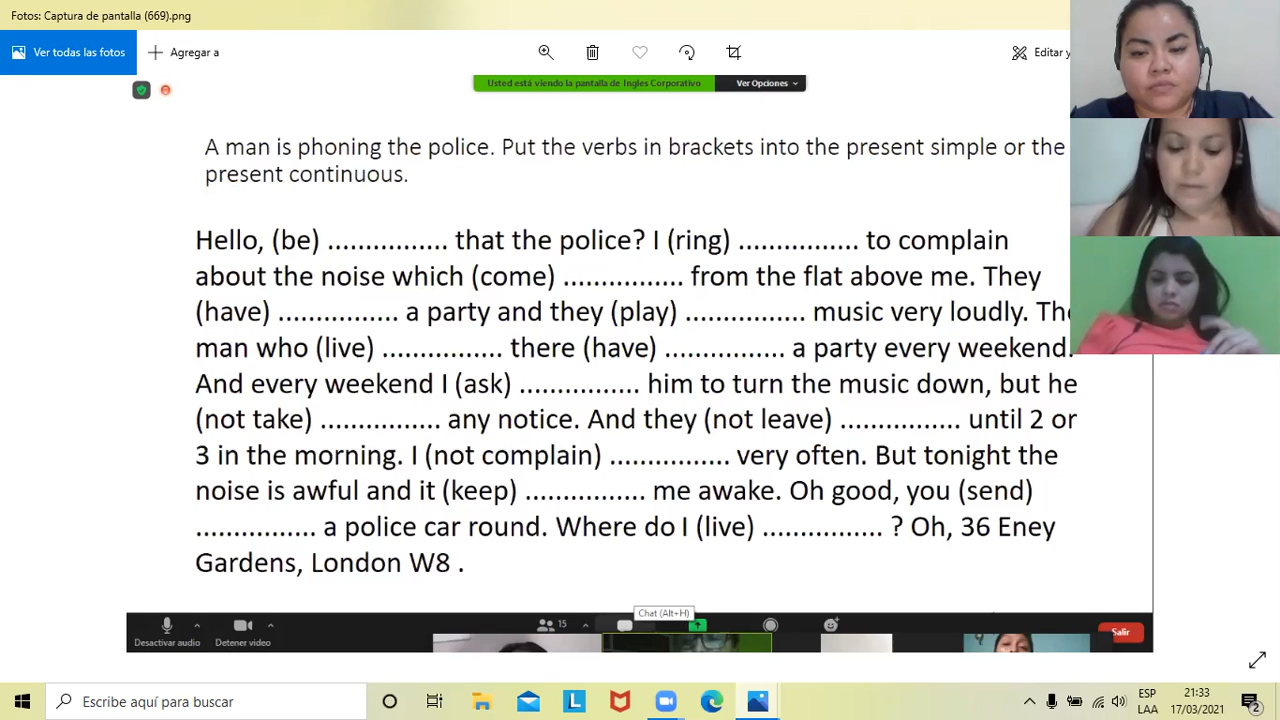 Fotos: Captura de pantalla (669).png
Ver todas las fotos
Agregar a
Editar y
Usted está viendo la pantalla de Ingles Corporativo
Ver Opciones
A man is phoning the police. Put the verbs in brackets into the present simple or the
present continuous.
Hello, (be) ................ that the police? I (ring) ................ to complain
about the noise which (come) ................ from the flat above me. They
(have) ................ a party and they (play) ................ music very loudly. The
man who (live) ................ there (have) ................ a party every weekend.
And every weekend I (ask) ................ him to turn the music down, but he
(not take) ................ any notice. And they (not leave) ................ until 2 or
3 in the morning. I (not complain) ................ very often. But tonight the
noise is awful and it (keep) ................ me awake. Oh good, you (send)
................ a police car round. Where do I (live) ................ ? Oh, 36 Eney
Gardens, London W8 .
Chat (Alt+H)
15
Desactivar audio
Detener video
Salir
Escribe aquí para buscar
L
ESP
LAA
21:33
17/03/2021
2